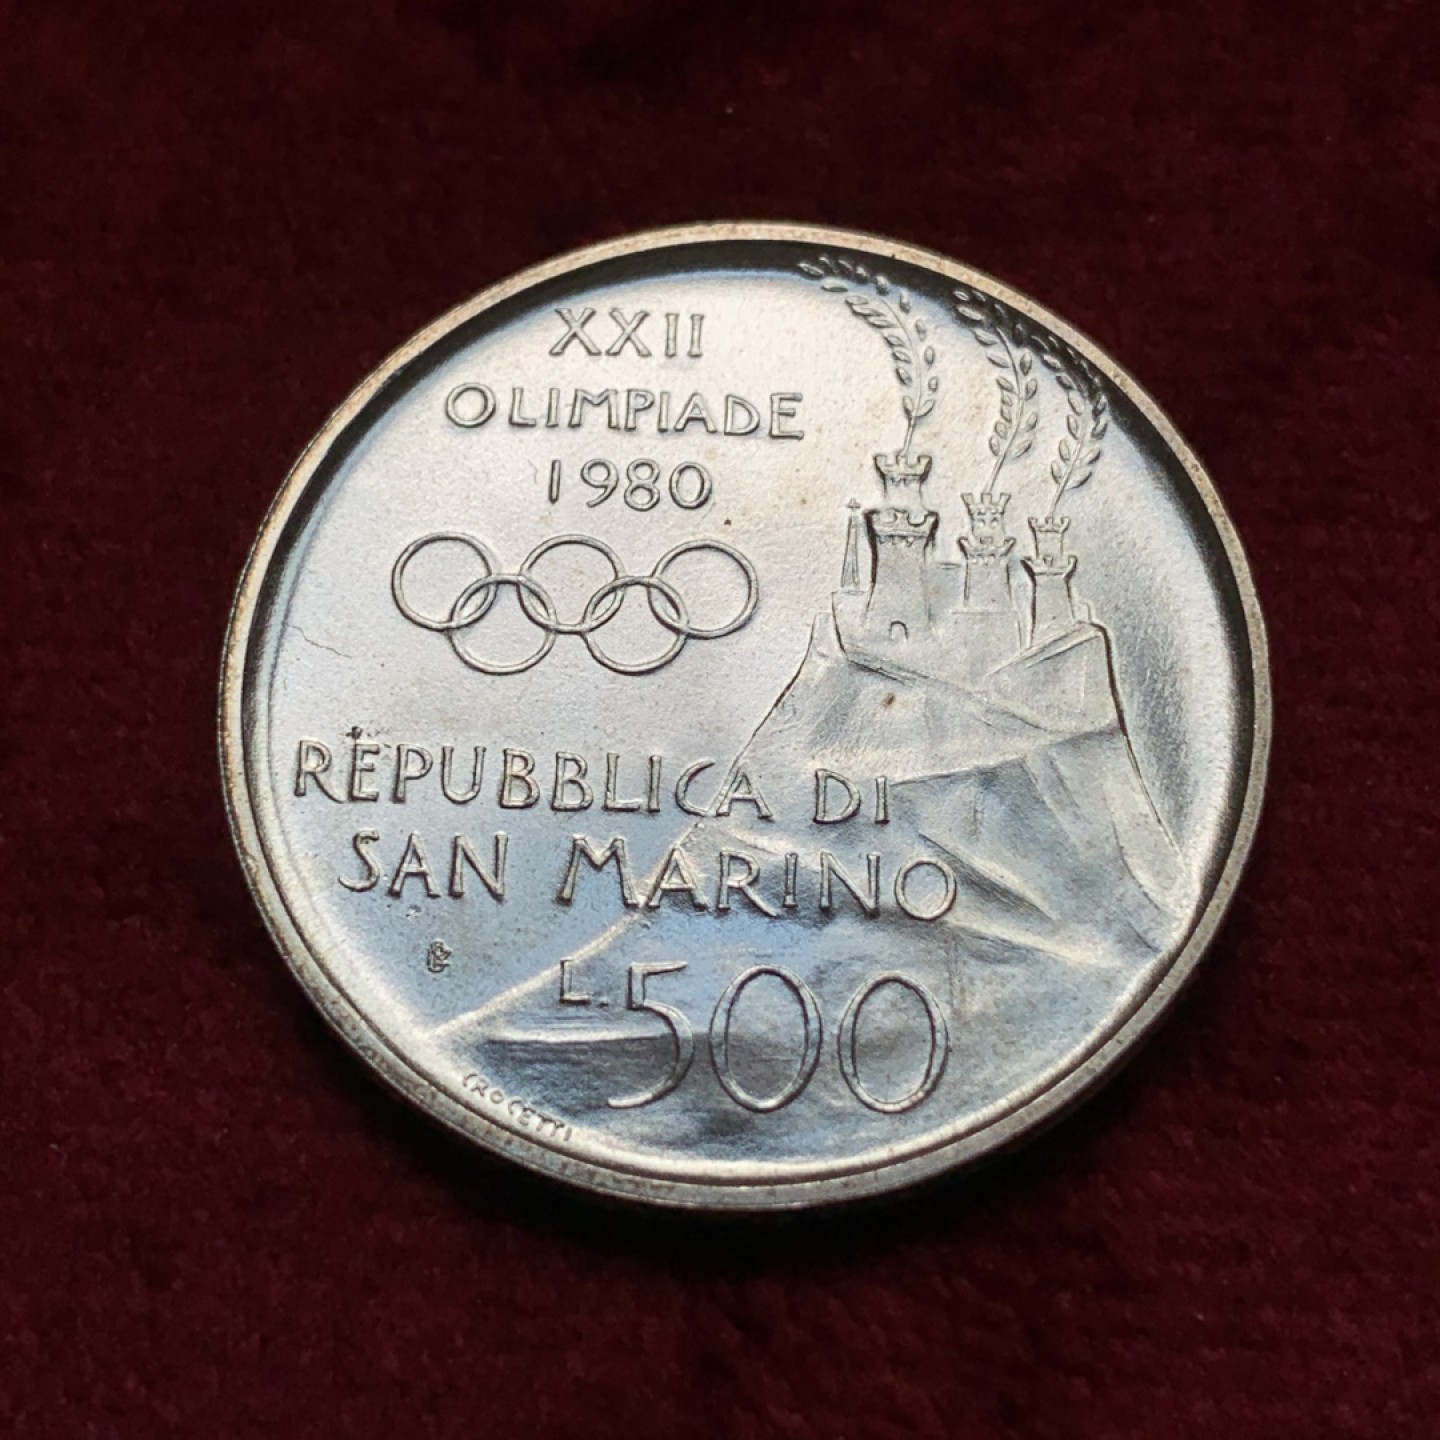 XXII
OLIMPIADE
1980
REPUBBLICA DI
SAN MARINO
L.500
CROCETTI